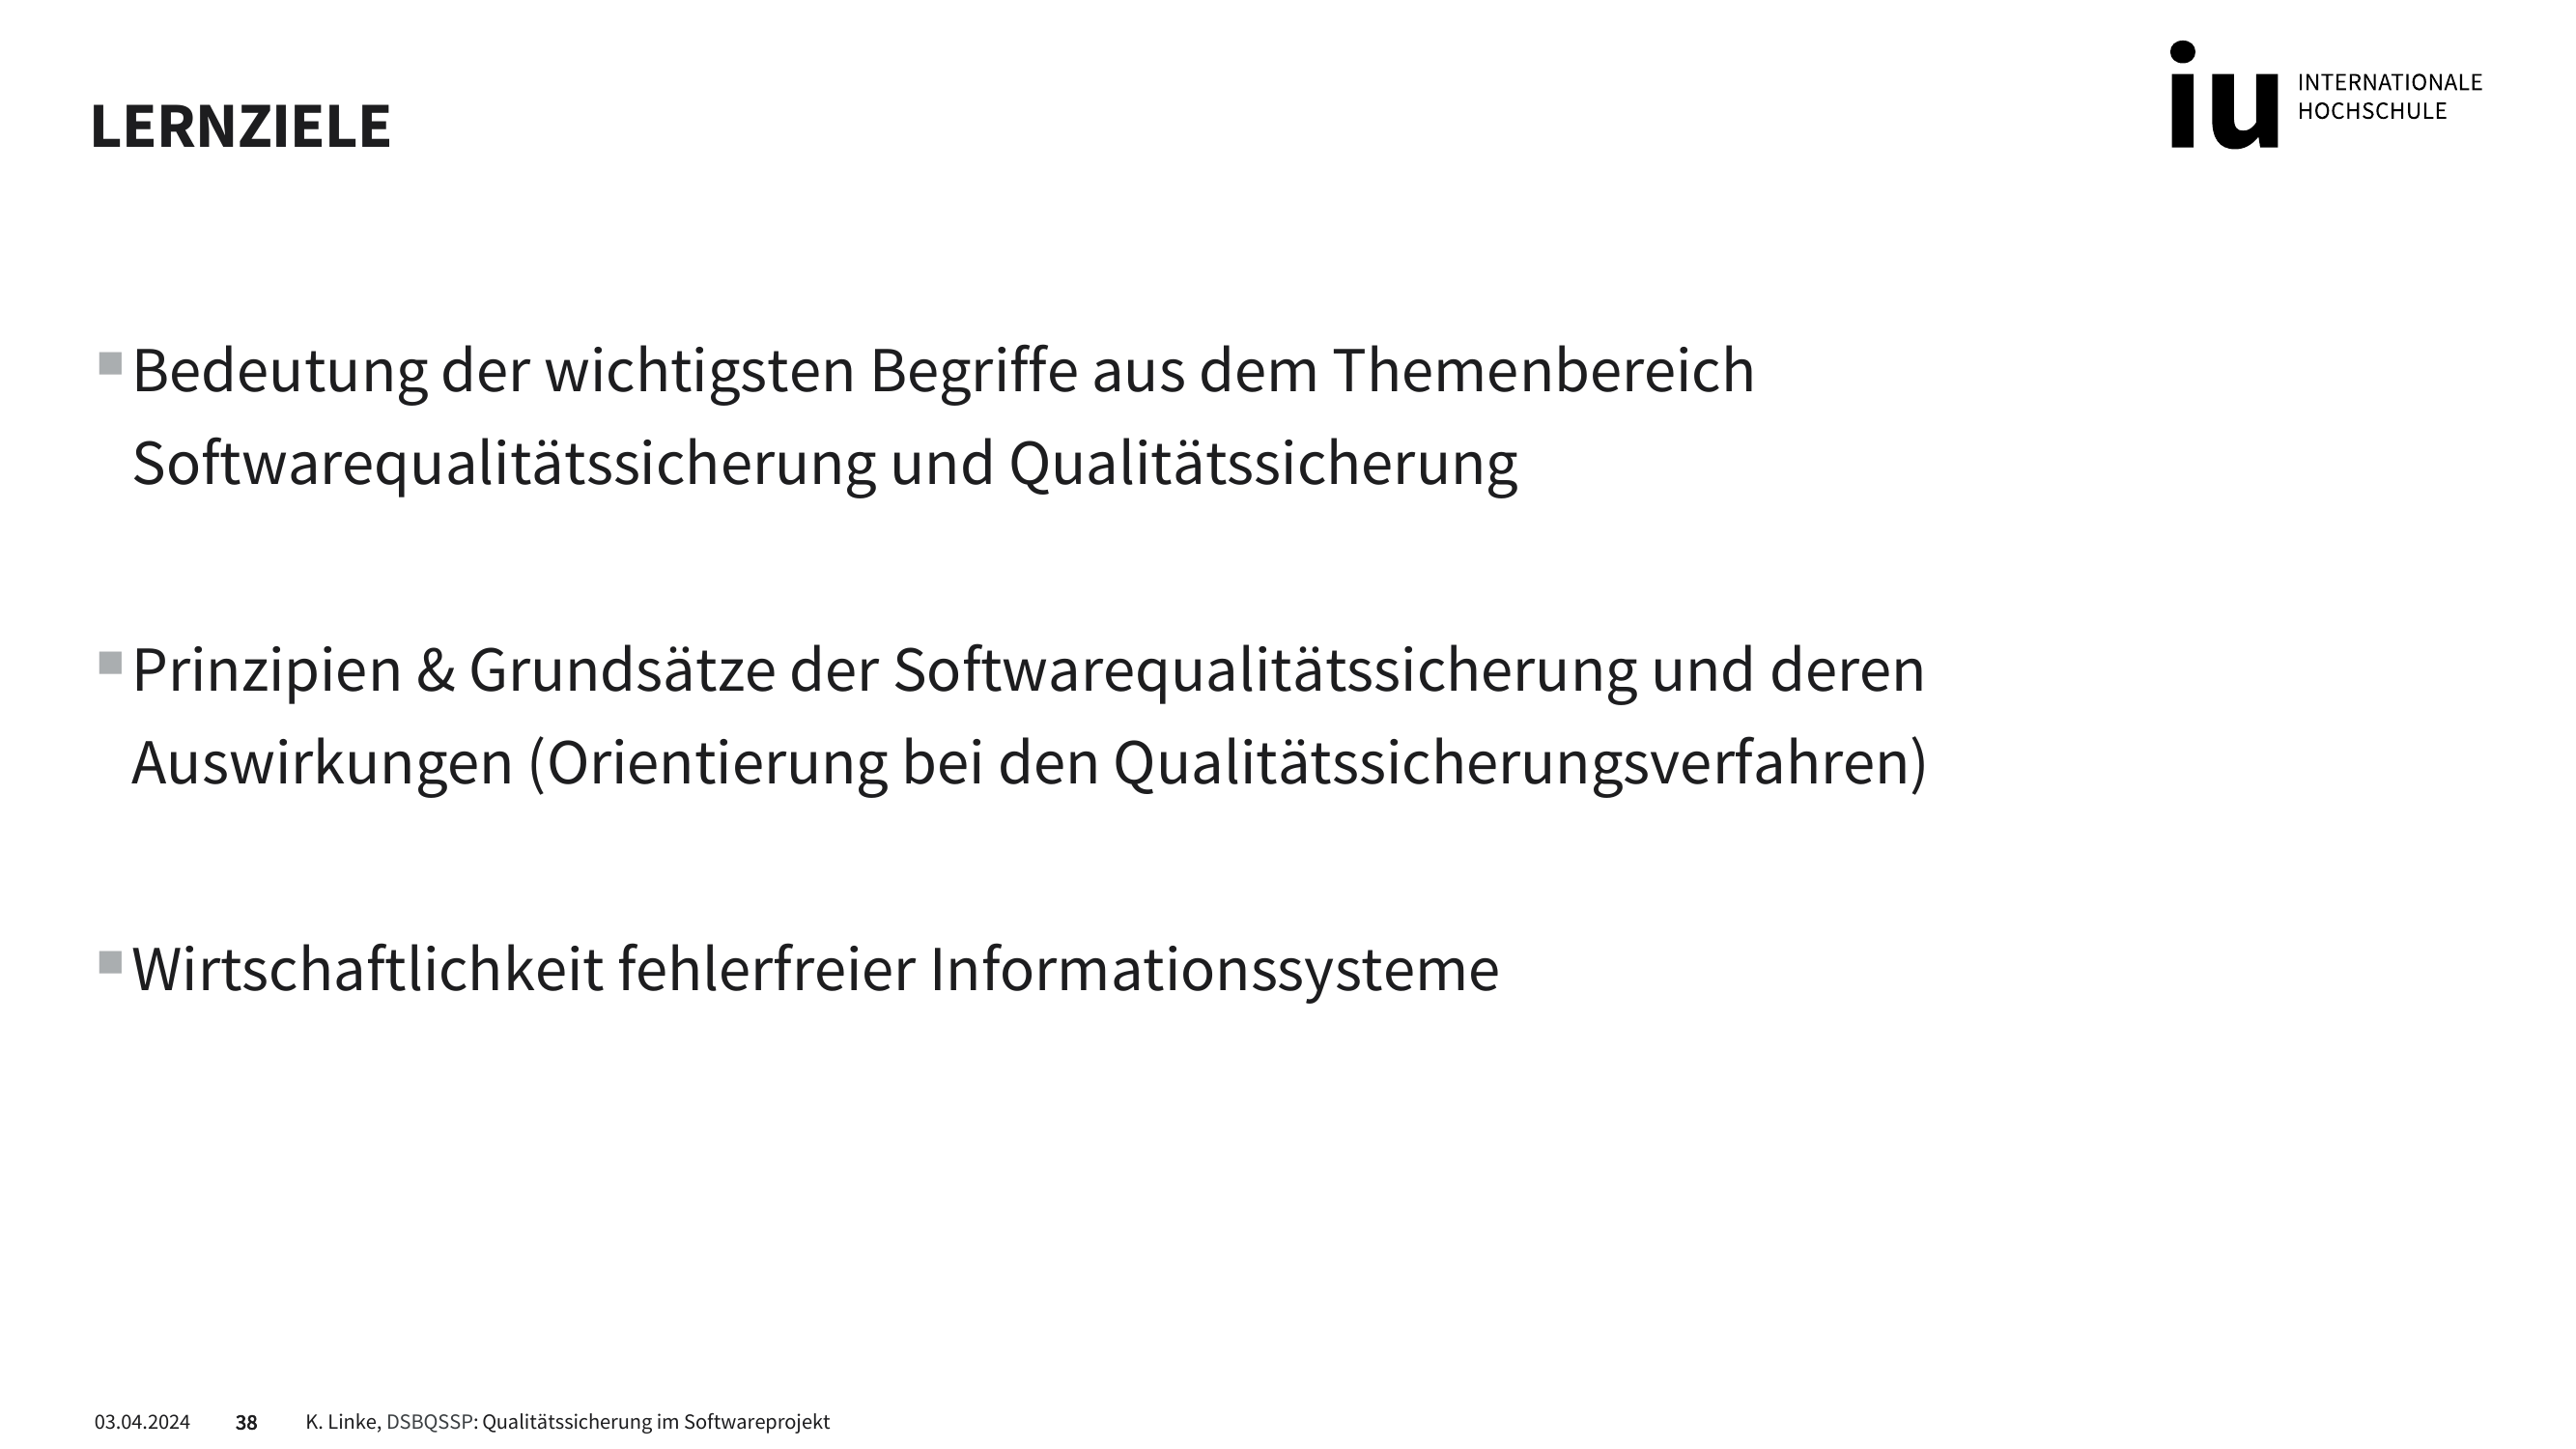 LERNZIELE
iu INTERNATIONALE
HOCHSCHULE
Bedeutung der wichtigsten Begriffe aus dem Themenbereich
Softwarequalitätssicherung und Qualitätssicherung
Prinzipien & Grundsätze der Softwarequalitätssicherung und deren
Auswirkungen (Orientierung bei den Qualitätssicherungsverfahren)
Wirtschaftlichkeit fehlerfreier Informationssysteme
03.04.2024 38 K. Linke, DSBQSSP: Qualitätssicherung im Softwareprojekt